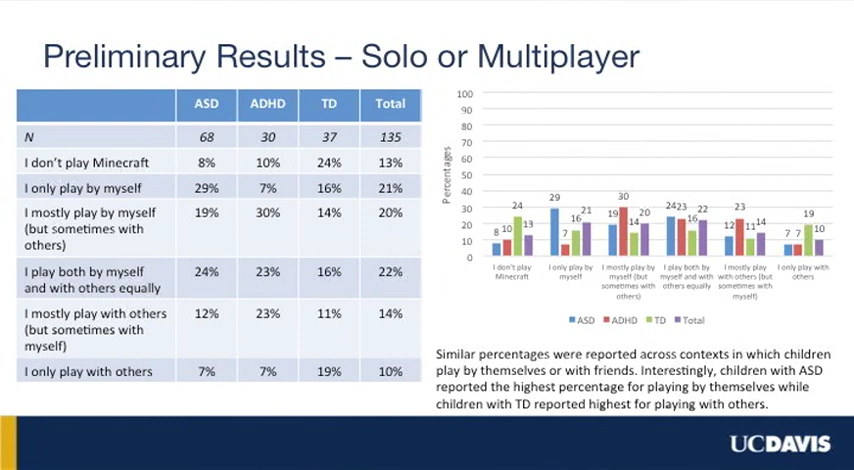 Preliminary Results – Solo or Multiplayer
ASD ADHD TD Total
N 68 30 37 135
I don't play Minecraft 8% 10% 24% 13%
I only play by myself 29% 7% 16% 21%
I mostly play by myself (but sometimes with others) 19% 30% 14% 20%
I play both by myself and with others equally 24% 23% 16% 22%
I mostly play with others (but sometimes with myself) 12% 23% 11% 14%
I only play with others 7% 7% 19% 10%
Percentages
100
90
80
70
60
50
40
30
20
10
0
8 10 24 13
29 7 16 21
19 30 14 20
24 23 16 22
12 23 11 14
7 7 19 10
I don't play Minecraft
I only play by myself
I mostly play by myself (but sometimes with others)
I play both by myself and with others equally
I mostly play with others (but sometimes with myself)
I only play with others
ASD ADHD TD Total
Similar percentages were reported across contexts in which children
play by themselves or with friends. Interestingly, children with ASD
reported the highest percentage for playing by themselves while
children with TD reported highest for playing with others.
UCDAVIS